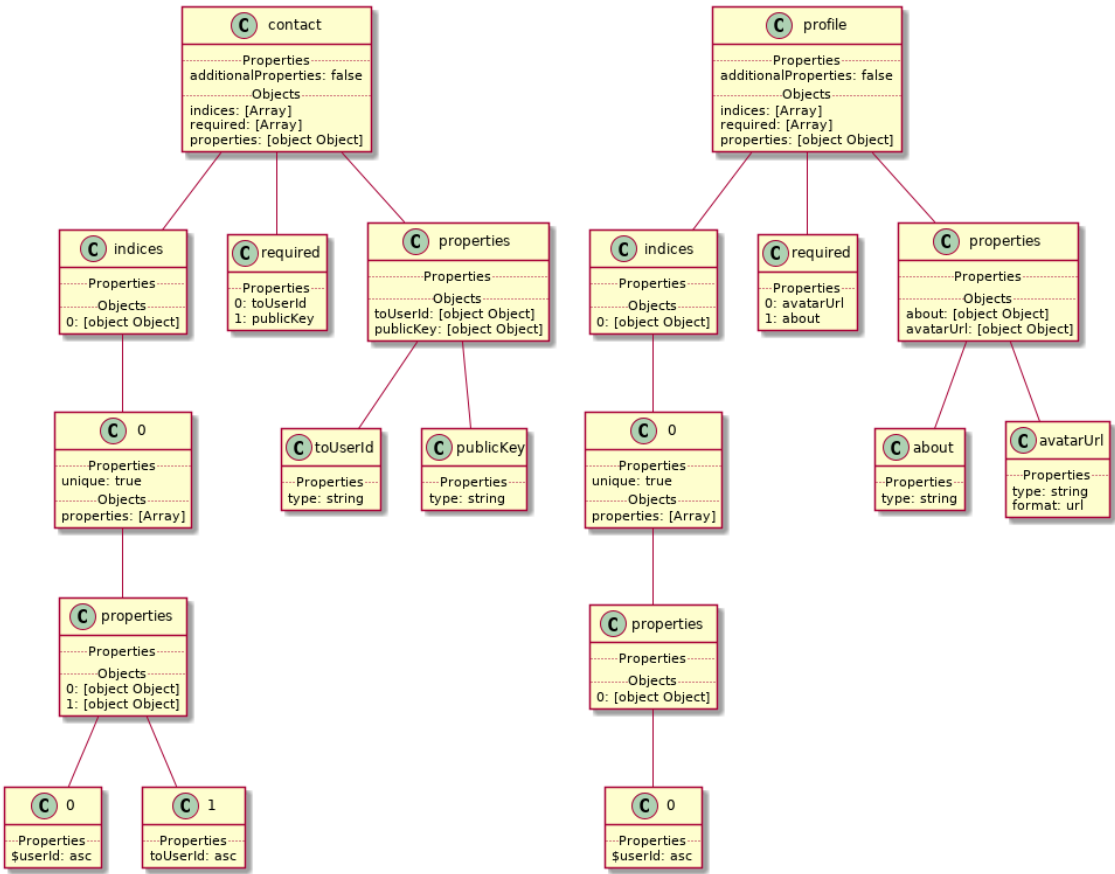 C contact
Properties
additionalProperties: false
Objects
indices: [Array]
required: [Array]
properties: [object Object]
C profile
Properties
additionalProperties: false
Objects
indices: [Array]
required: [Array]
properties: [object Object]
C indices
Properties
Objects
0: [object Object]
C required
Properties
0: toUserId
1: publicKey
C properties
Properties
Objects
toUserId: [object Object]
publicKey: [object Object]
C indices
Properties
Objects
0: [object Object]
C required
Properties
0: avatarUrl
1: about
C properties
Properties
Objects
about: [object Object]
avatarUrl: [object Object]
C 0
Properties
unique: true
Objects
properties: [Array]
C toUserId
Properties
type: string
C publicKey
Properties
type: string
C 0
Properties
unique: true
Objects
properties: [Array]
C about
Properties
type: string
C avatarUrl
Properties
type: string
format: url
C properties
Properties
Objects
0: [object Object]
1: [object Object]
C properties
Properties
Objects
0: [object Object]
C 0
Properties
$userId: asc
C 1
Properties
toUserId: asc
C 0
Properties
$userId: asc